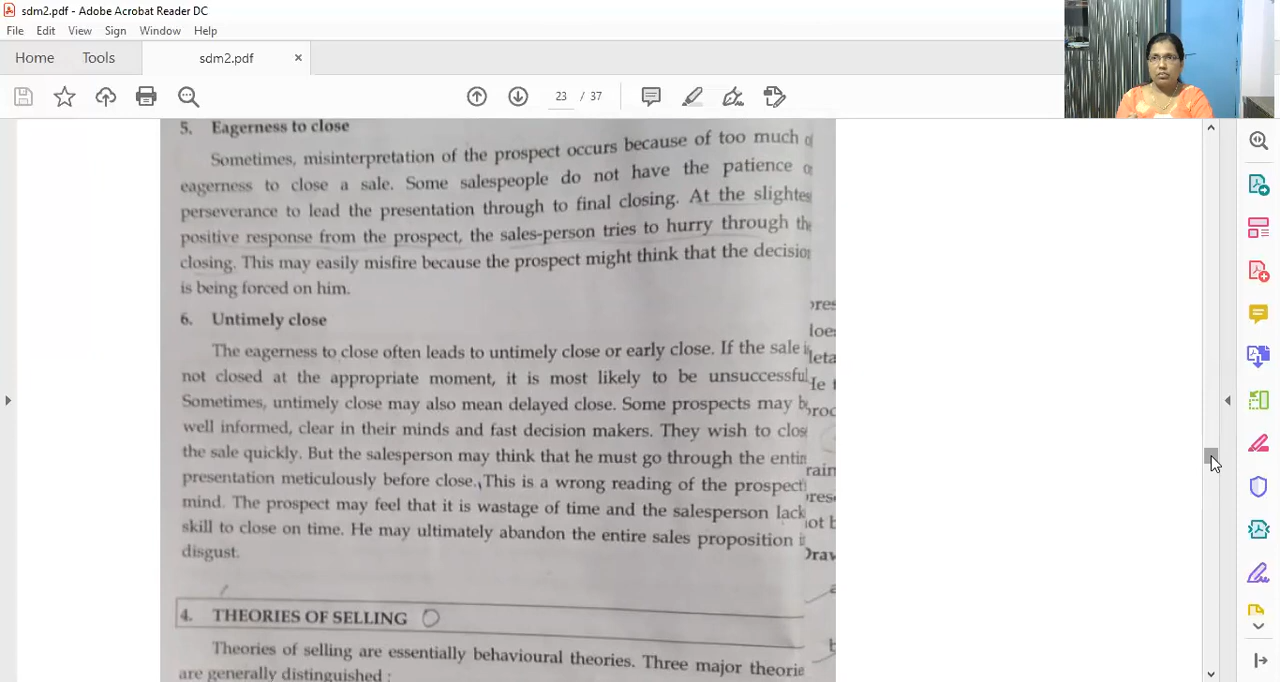 sdm2.pdf - Adobe Acrobat Reader DC
File Edit View Sign Window Help
Home Tools sdm2.pdf ×
23 / 37
5. Eagerness to close
Sometimes, misinterpretation of the prospect occurs because of too much
eagerness to close a sale. Some salespeople do not have the patience
perseverance to lead the presentation through to final closing. At the slightes
positive response from the prospect, the sales-person tries to hurry through th
closing. This may easily misfire because the prospect might think that the decisio
is being forced on him.
6. Untimely close
The eagerness to close often leads to untimely close or early close. If the sale i
not closed at the appropriate moment, it is most likely to be unsuccessful
Sometimes, untimely close may also mean delayed close. Some prospects may b
well informed, clear in their minds and fast decision makers. They wish to clos
the sale quickly. But the salesperson may think that he must go through the entir
presentation meticulously before close. This is a wrong reading of the prospect
mind. The prospect may feel that it is wastage of time and the salesperson lack
skill to close on time. He may ultimately abandon the entire sales proposition i
disgust.
4. THEORIES OF SELLING
Theories of selling are essentially behavioural theories. Three major theorie
are generally distinguished :